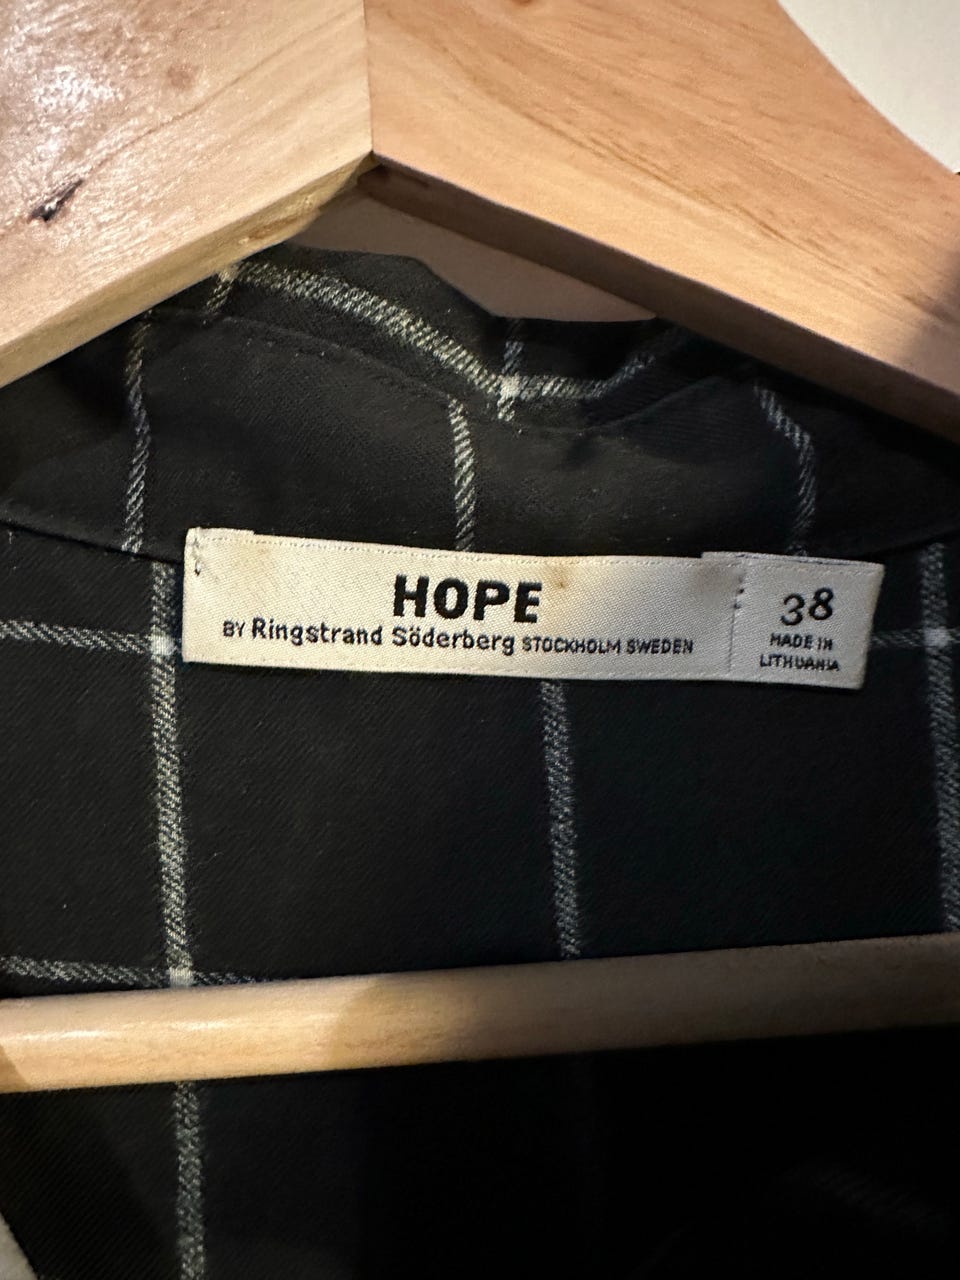 HOPE
BY Ringstrand Söderberg STOCKHOLM SWEDEN
38
MADE IN
LITHUANIA